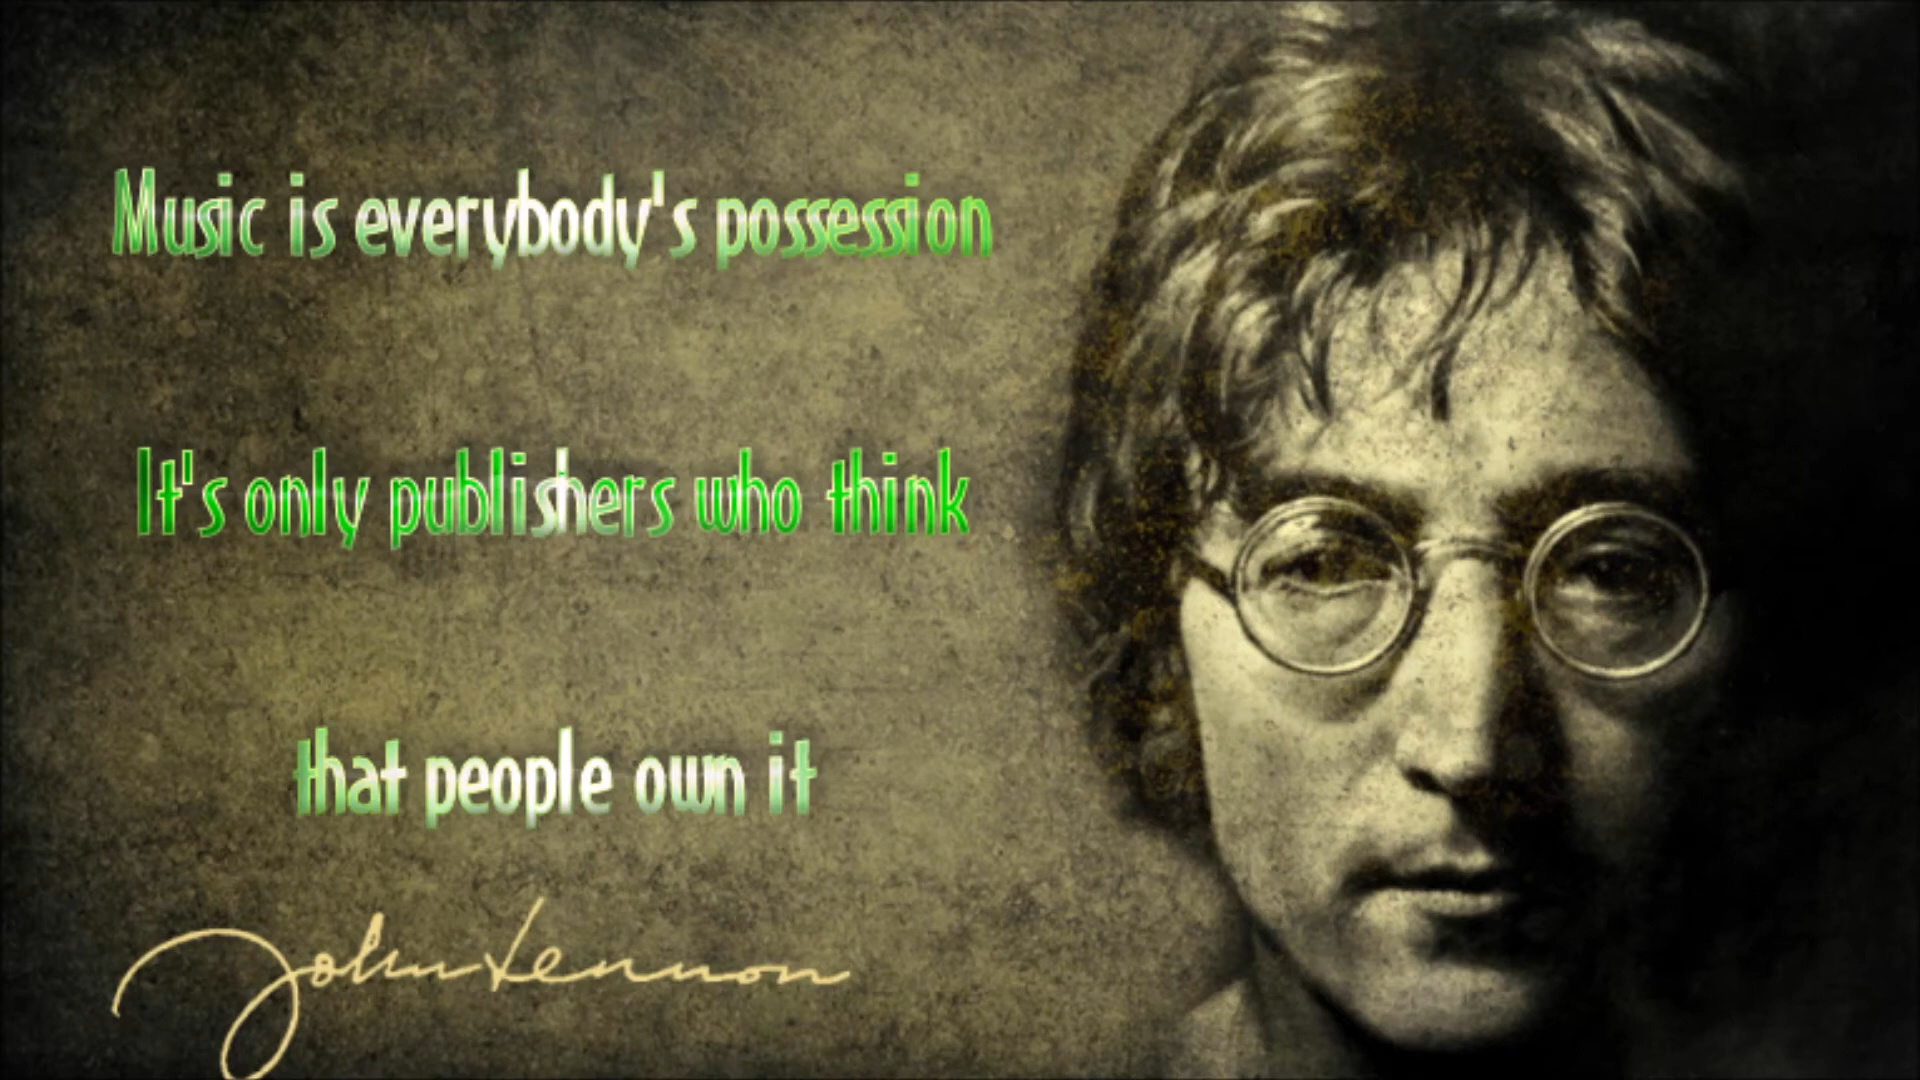 Music is everybody's possession
It's only publishers who think
that people own it
John Lennon